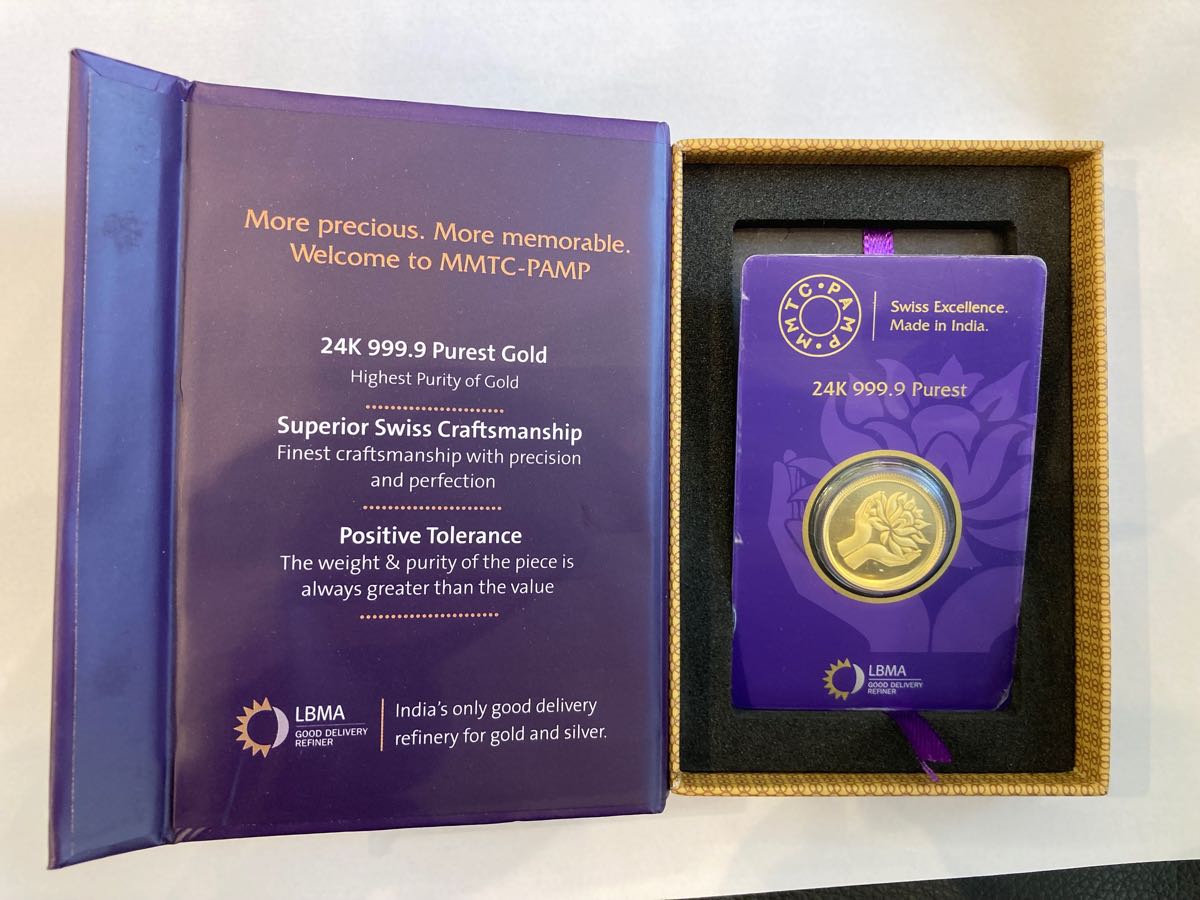 More precious. More memorable.
Welcome to MMTC-PAMP
24K 999.9 Purest Gold
Highest Purity of Gold
Superior Swiss Craftsmanship
Finest craftsmanship with precision
and perfection
Positive Tolerance
The weight & purity of the piece is
always greater than the value
LBMA
GOOD DELIVERY
REFINER
India's only good delivery
refinery for gold and silver.
MMTC•PAMP•
Swiss Excellence.
Made in India.
24K 999.9 Purest
LBMA
GOOD DELIVERY
REFINER